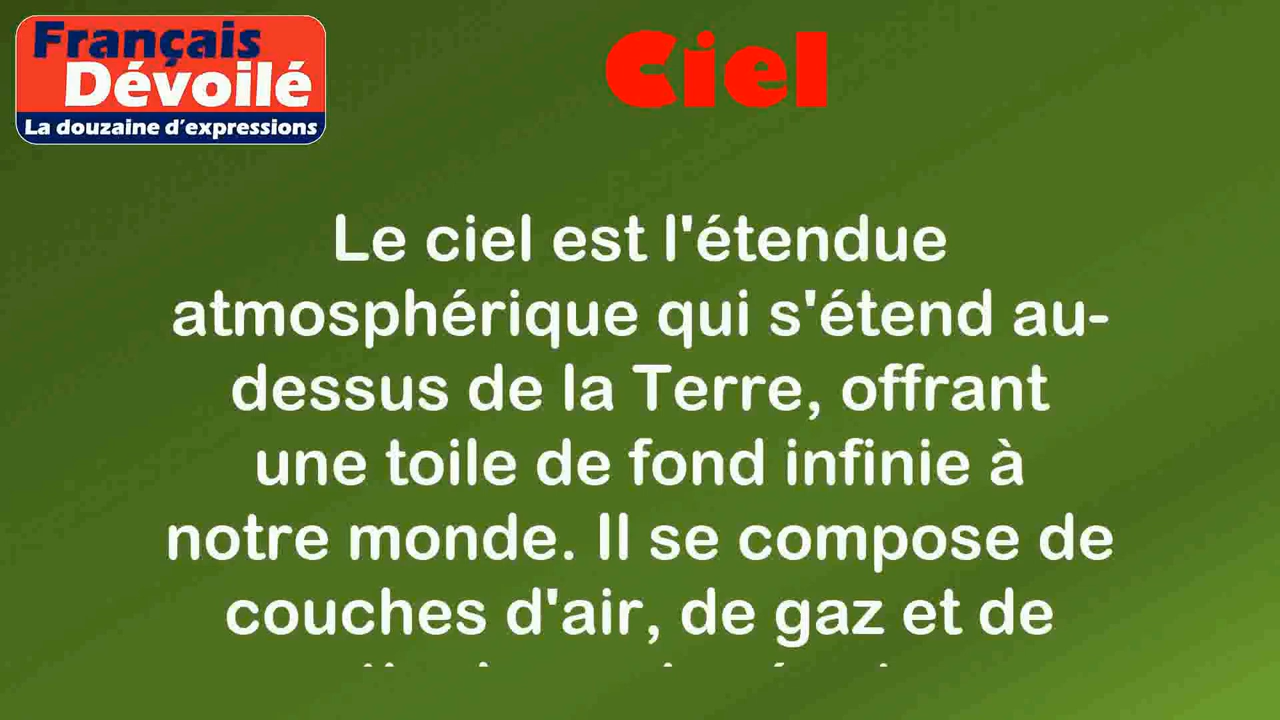 Français
Dévoilé
La douzaine d'expressions
Ciel
Le ciel est l'étendue
atmosphérique qui s'étend au-
dessus de la Terre, offrant
une toile de fond infinie à
notre monde. Il se compose de
couches d'air, de gaz et de